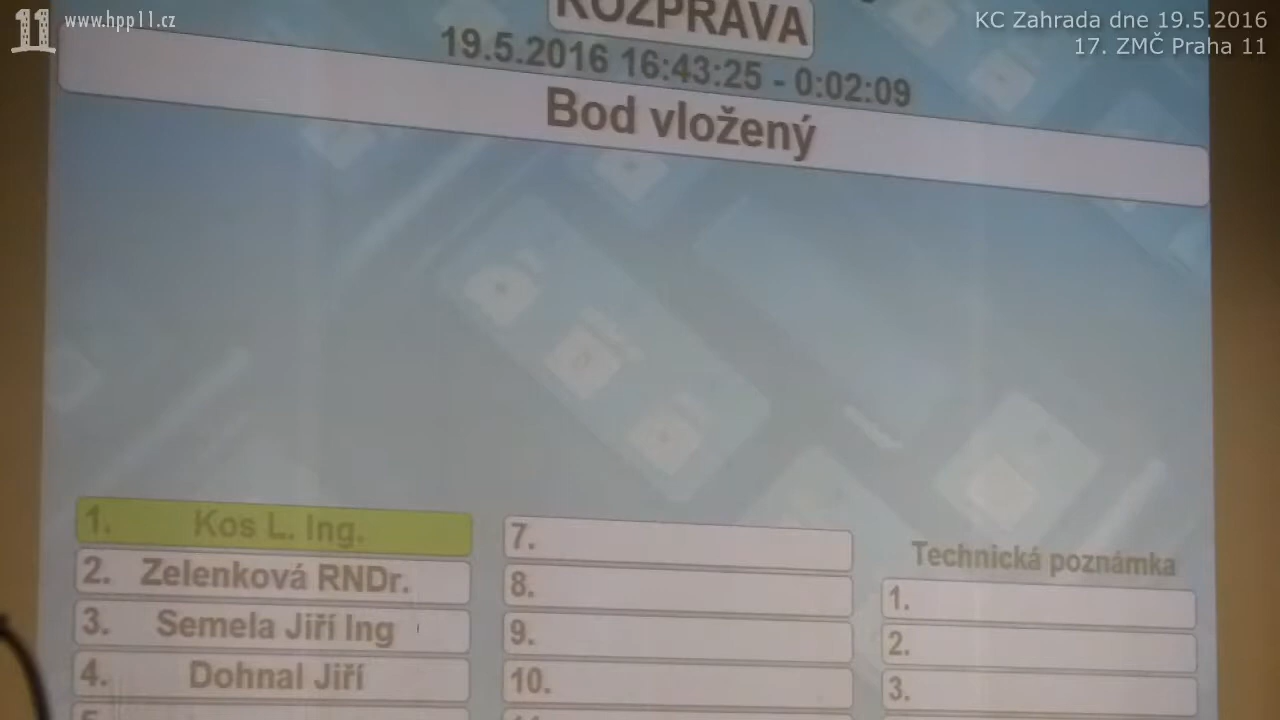 11 www.hpp11.cz
KC Zahrada dne 19.5.2016
17. ZMČ Praha 11
ROZPRAVA
19.5.2016 16:43:25 - 0:02:09
Bod vložený
1. Kos L. Ing.
2. Zelenková RNDr.
3. Semela Jiří Ing
4. Dohnal Jiří
7.
8.
9.
10.
Technická poznámka
1.
2.
3.